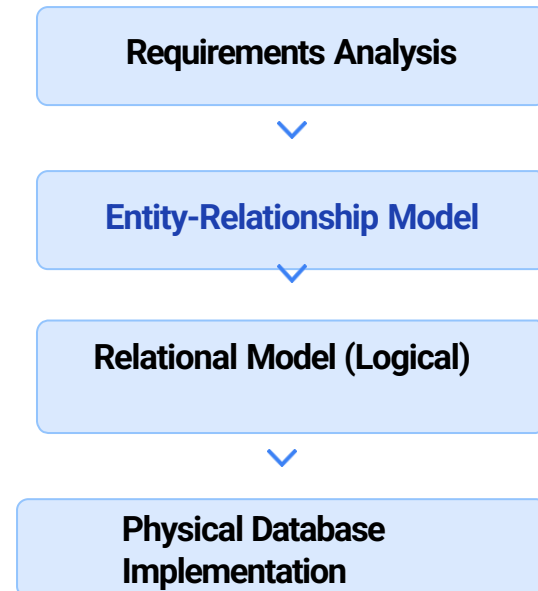 Requirements Analysis
Entity-Relationship Model
Relational Model (Logical)
Physical Database
Implementation